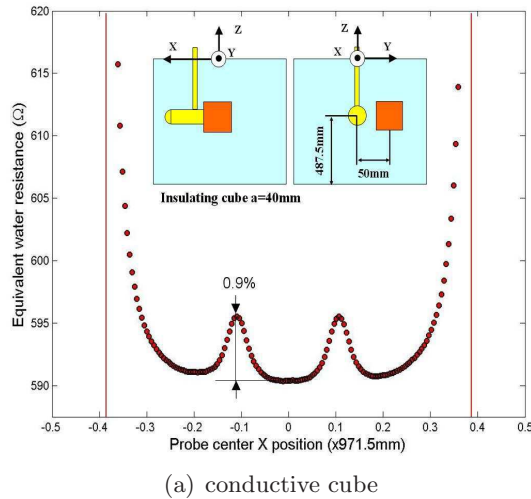 620
615
610
605
600
595
590
Equivalent water resistance (Ω)
Z
X
Y
Z
X
Y
487.5mm
50mm
Insulating cube a=40mm
0.9%
-0.5 -0.4 -0.3 -0.2 -0.1 0 0.1 0.2 0.3 0.4 0.5
Probe center X position (x971.5mm)
(a) conductive cube